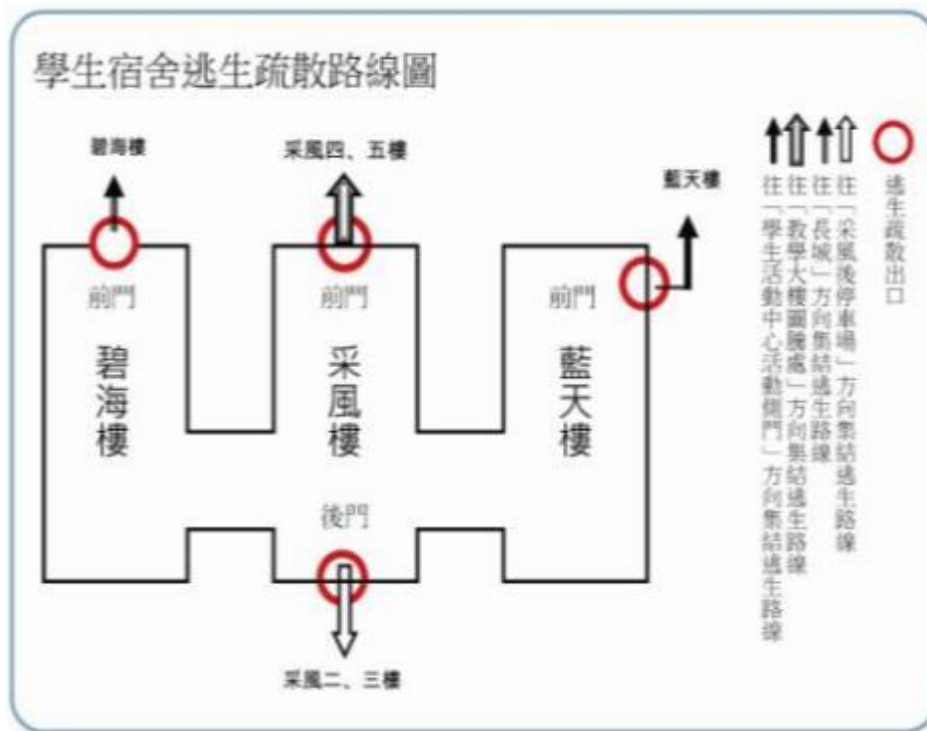 學生宿舍逃生疏散路線圖
碧海樓
采風四、五樓
藍天樓
前門
前門
前門
碧海樓
采風樓
藍天樓
後門
采風二、三樓
逃生疏散出口
往「采風後停車場」方向集結逃生路線
往「長城」方向集結逃生路線
往「教學大樓圖騰處」方向集結逃生路線
往「學生活動中心活動側門」方向集結逃生路線